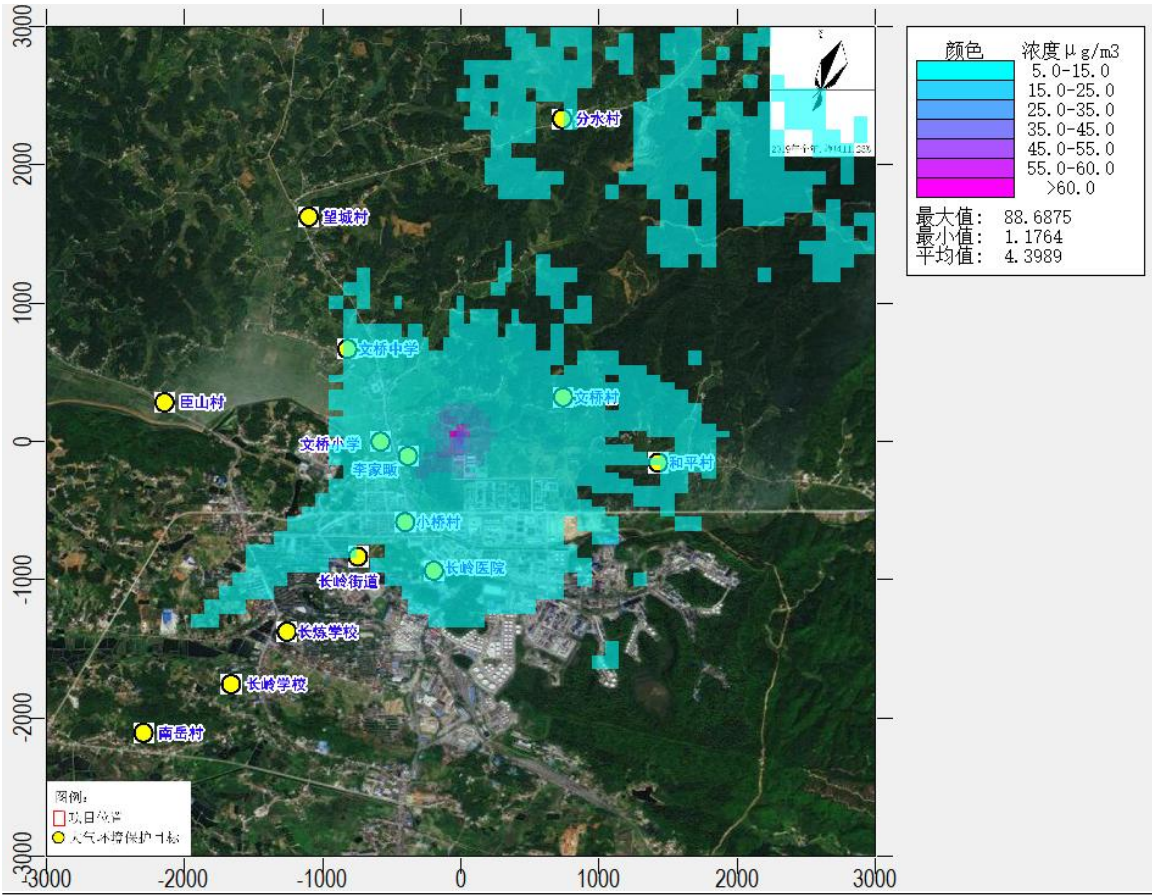 3000
2000
1000
0
-1000
-2000
-3000
-3000
-2000
-1000
0
1000
2000
3000
分水村
望城村
文桥中学
臣山村
文桥村
文桥小学
李家畈
和平村
小桥村
长岭街道
长岭医院
长炼学校
长岭学校
南岳村
图例:
项目位置
大气环境保护目标
颜色 浓度μg/m3
5.0-15.0
15.0-25.0
25.0-35.0
35.0-45.0
45.0-55.0
55.0-60.0
>60.0
最大值: 88.6875
最小值: 1.1764
平均值: 4.3989